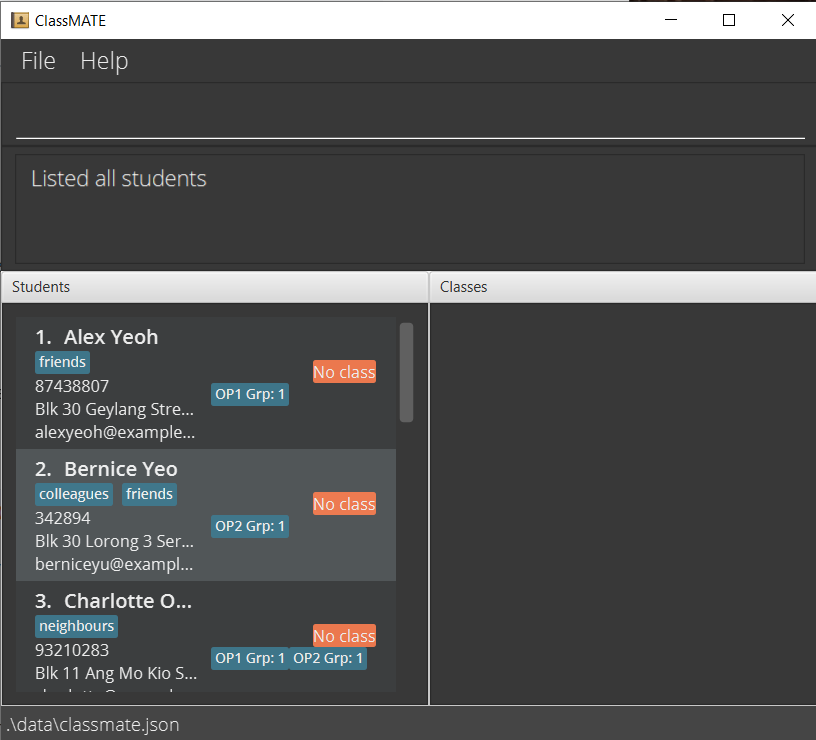 ClassMATE
File Help
Listed all students
Students
Classes
1. Alex Yeoh
friends
87438807
Blk 30 Geylang Stre...
alexyeoh@example...
OP1 Grp: 1
No class
2. Bernice Yeo
colleagues friends
342894
Blk 30 Lorong 3 Ser...
berniceyu@exampl...
OP2 Grp: 1
No class
3. Charlotte O...
neighbours
93210283
Blk 11 Ang Mo Kio S...
OP1 Grp: 1 OP2 Grp: 1
No class
.\data\classmate.json